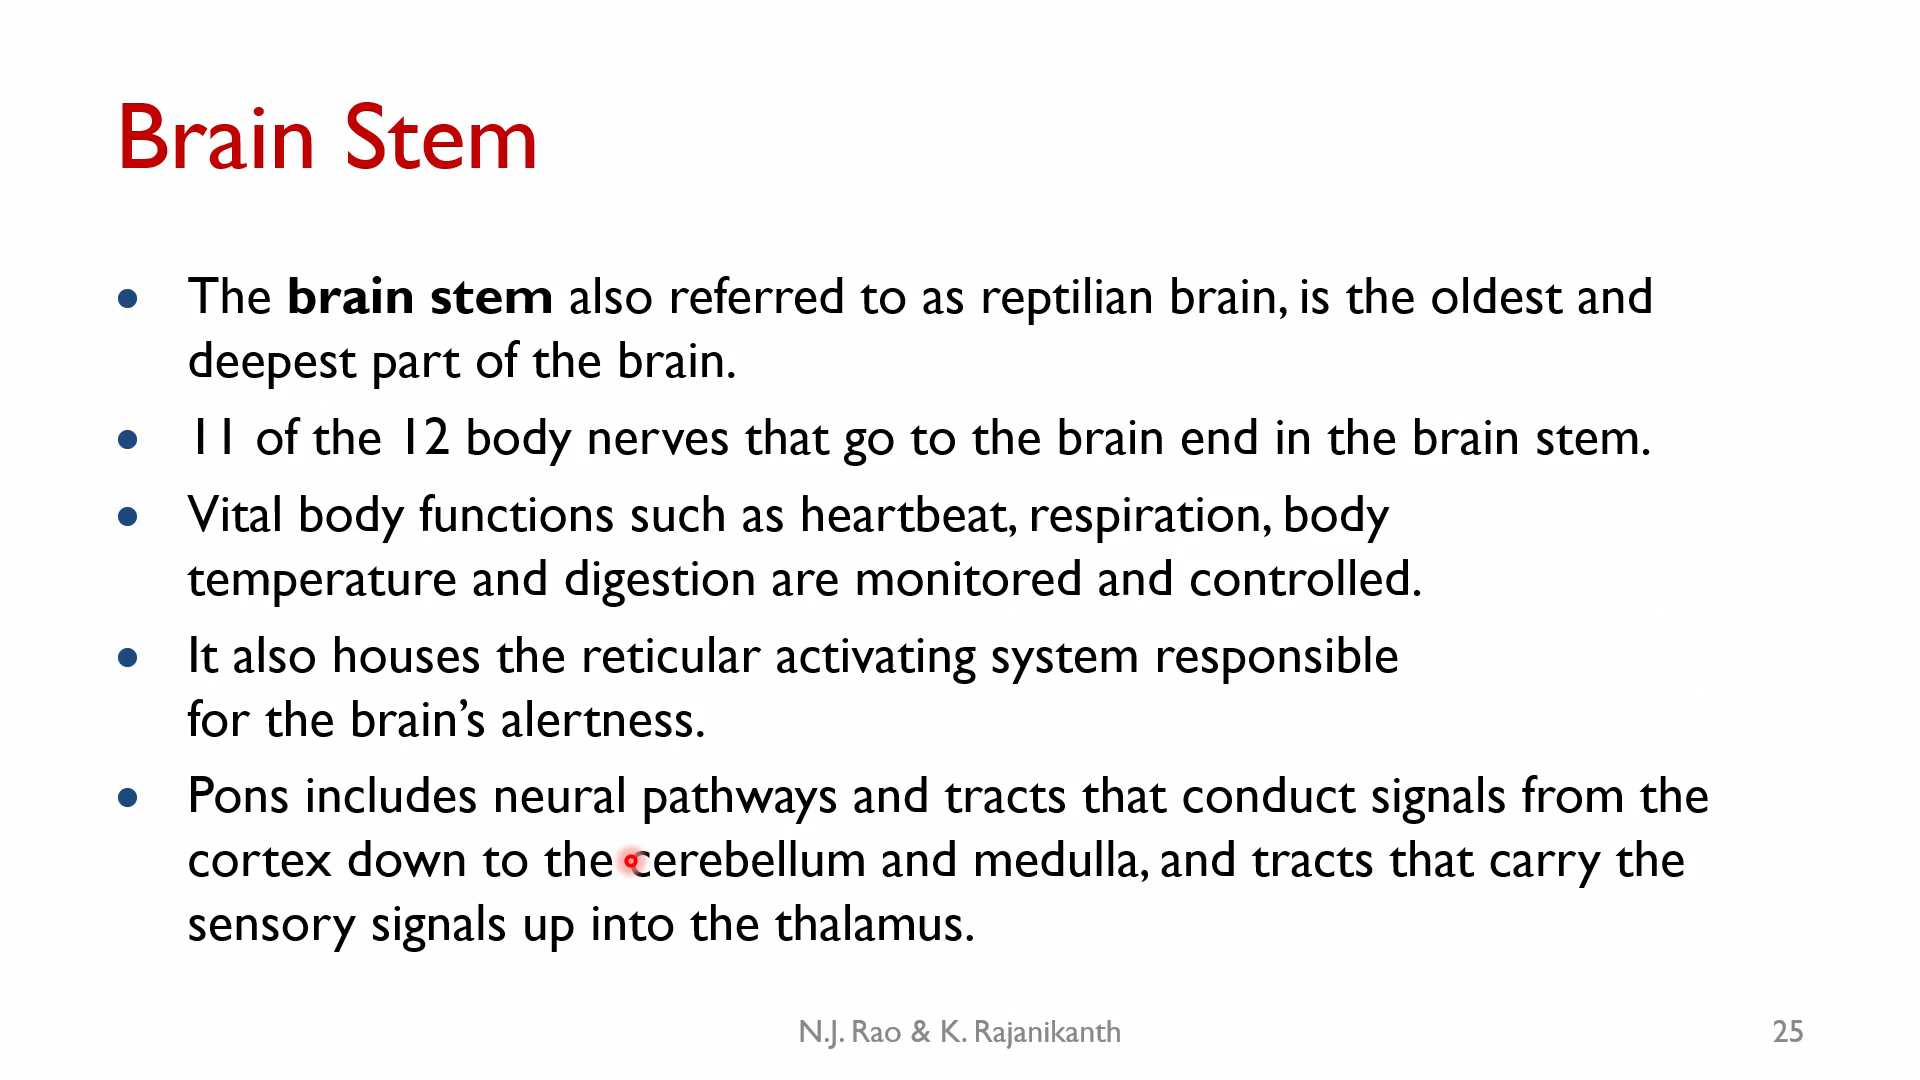 Brain Stem
• The brain stem also referred to as reptilian brain, is the oldest and
deepest part of the brain.
• 11 of the 12 body nerves that go to the brain end in the brain stem.
• Vital body functions such as heartbeat, respiration, body
temperature and digestion are monitored and controlled.
• It also houses the reticular activating system responsible
for the brain’s alertness.
• Pons includes neural pathways and tracts that conduct signals from the
cortex down to the cerebellum and medulla, and tracts that carry the
sensory signals up into the thalamus.
N.J. Rao & K. Rajanikanth
25